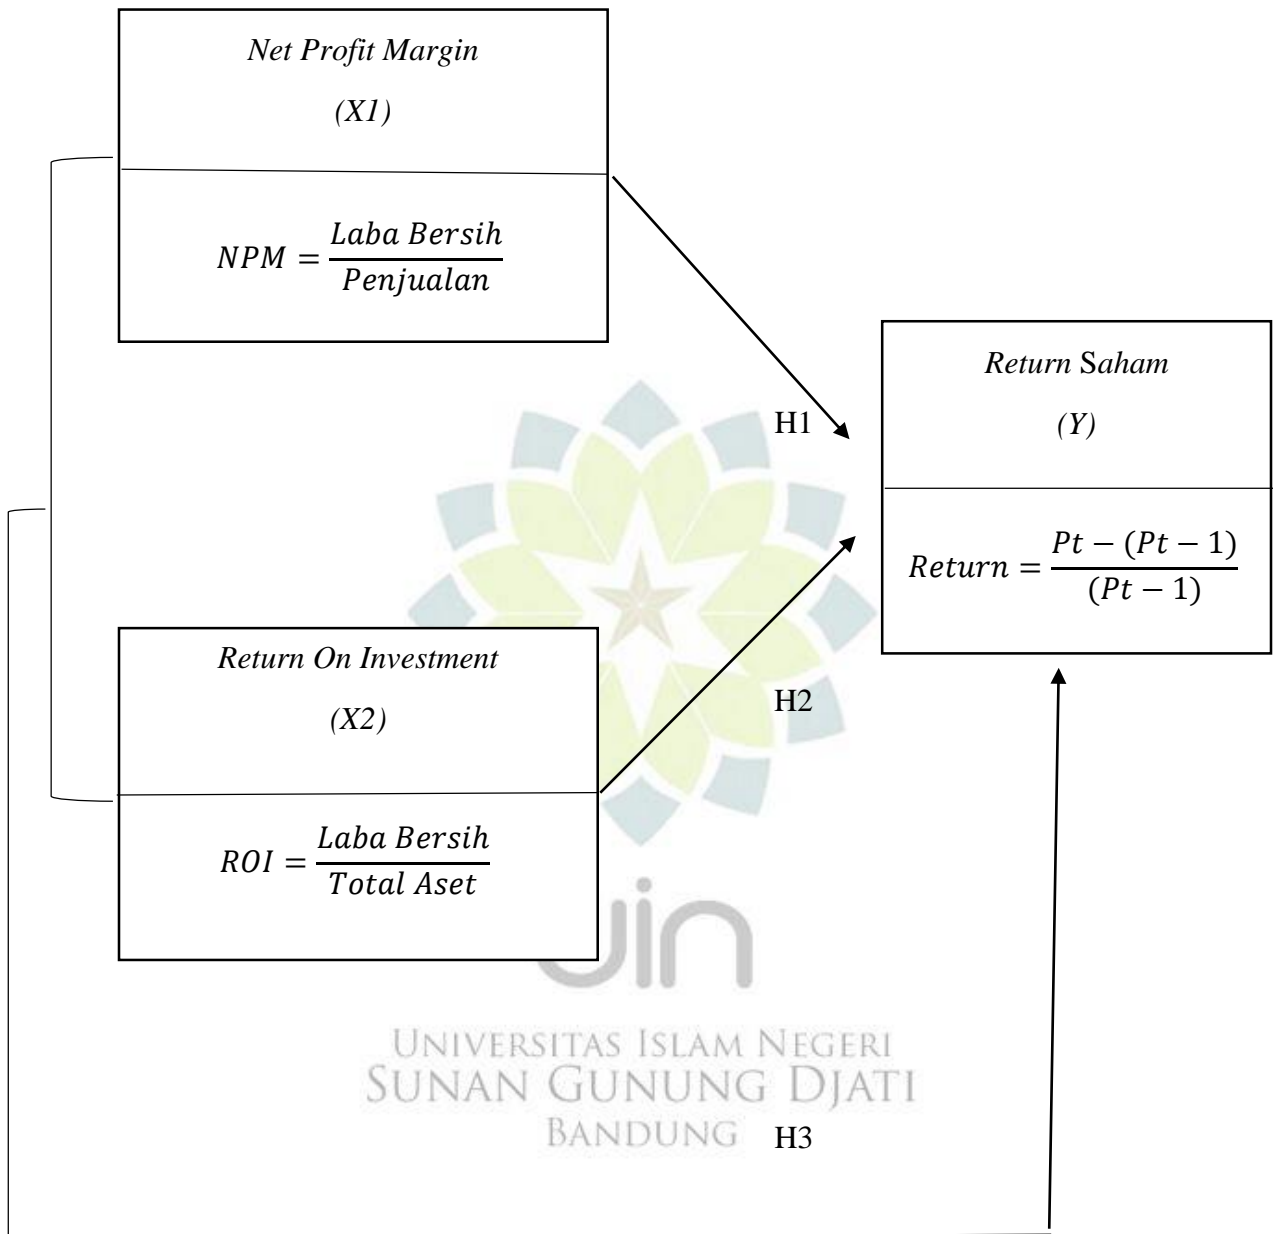 Net Profit Margin
(X1)
NPM = Laba Bersih / Penjualan
Return Saham
(Y)
H1
Return = Pt − (Pt − 1) / (Pt − 1)
Return On Investment
(X2)
H2
ROI = Laba Bersih / Total Aset
uin
UNIVERSITAS ISLAM NEGERI
SUNAN GUNUNG DJATI
BANDUNG
H3